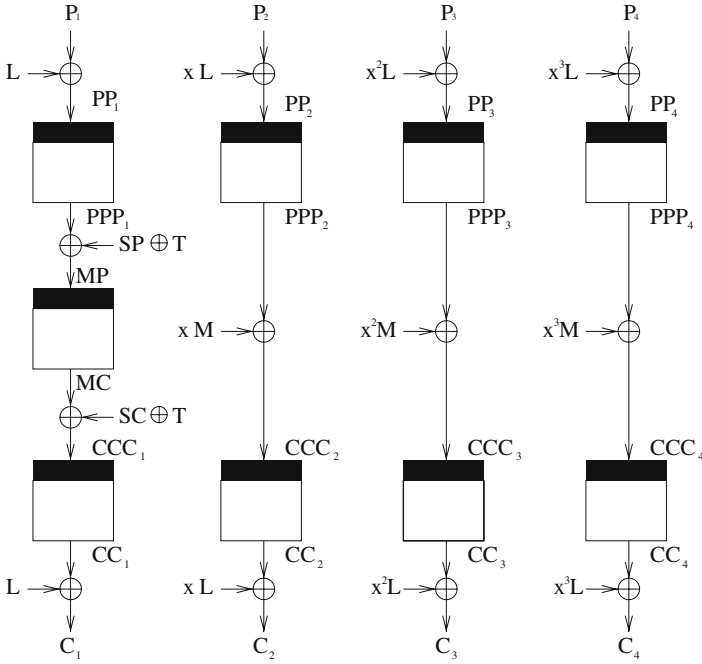 P₁ P₂ P₃ P₄
L x L x²L x³L
PP₁ PP₂ PP₃ PP₄
PPP₁ PPP₂ PPP₃ PPP₄
SP ⊕ T
MP
x M x²M x³M
MC
SC ⊕ T
CCC₁ CCC₂ CCC₃ CCC₄
CC₁ CC₂ CC₃ CC₄
L x L x²L x³L
C₁ C₂ C₃ C₄